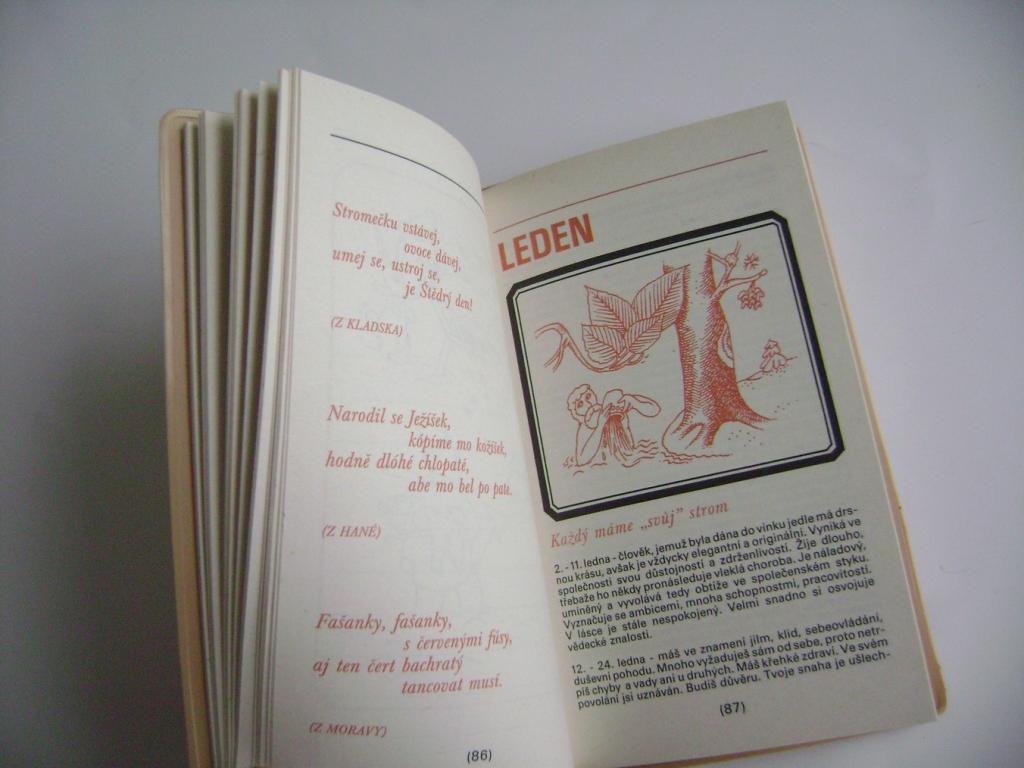 Stromečku vstávej,
ovoce dávej,
umej se, ustroj se,
je Štědrý den!
(Z KLADSKA)
Narodil se Ježíšek,
kópíme mo kožíšek,
hodně dlóhé chlopaté,
abe mo bel po pate.
(Z HANÉ)
Fašanky, fašanky,
s červenými fúsy,
aj ten čert bachratý
tancovat musí.
(Z MORAVY)
(86)
LEDEN
Každý máme „svůj" strom
2. - 11. ledna - člověk, jemuž byla dána do vínku jedle má drs-
nou krásu, avšak je vždycky elegantní a originální. Vyniká ve
společnosti svou důstojností a zdrženlivostí. Žije dlouho,
třebaže ho někdy pronásleduje vleklá choroba. Je náladový,
umíněný a vyvolává tedy obtíže ve společenském styku.
Vyznačuje se ambicemi, mnoha schopnostmi, pracovitostí.
V lásce je stále nespokojený. Velmi snadno si osvojuje
vědecké znalosti.
12. - 24. ledna - máš ve znamení jilm, klid, sebeovládání,
duševní pohodu. Mnoho vyžaduješ sám od sebe, proto netr-
píš chyby a vady ani u druhých. Máš křehké zdraví. Ve svém
povolání jsi uznáván. Budíš důvěru. Tvoje snaha je ušlech-
(87)